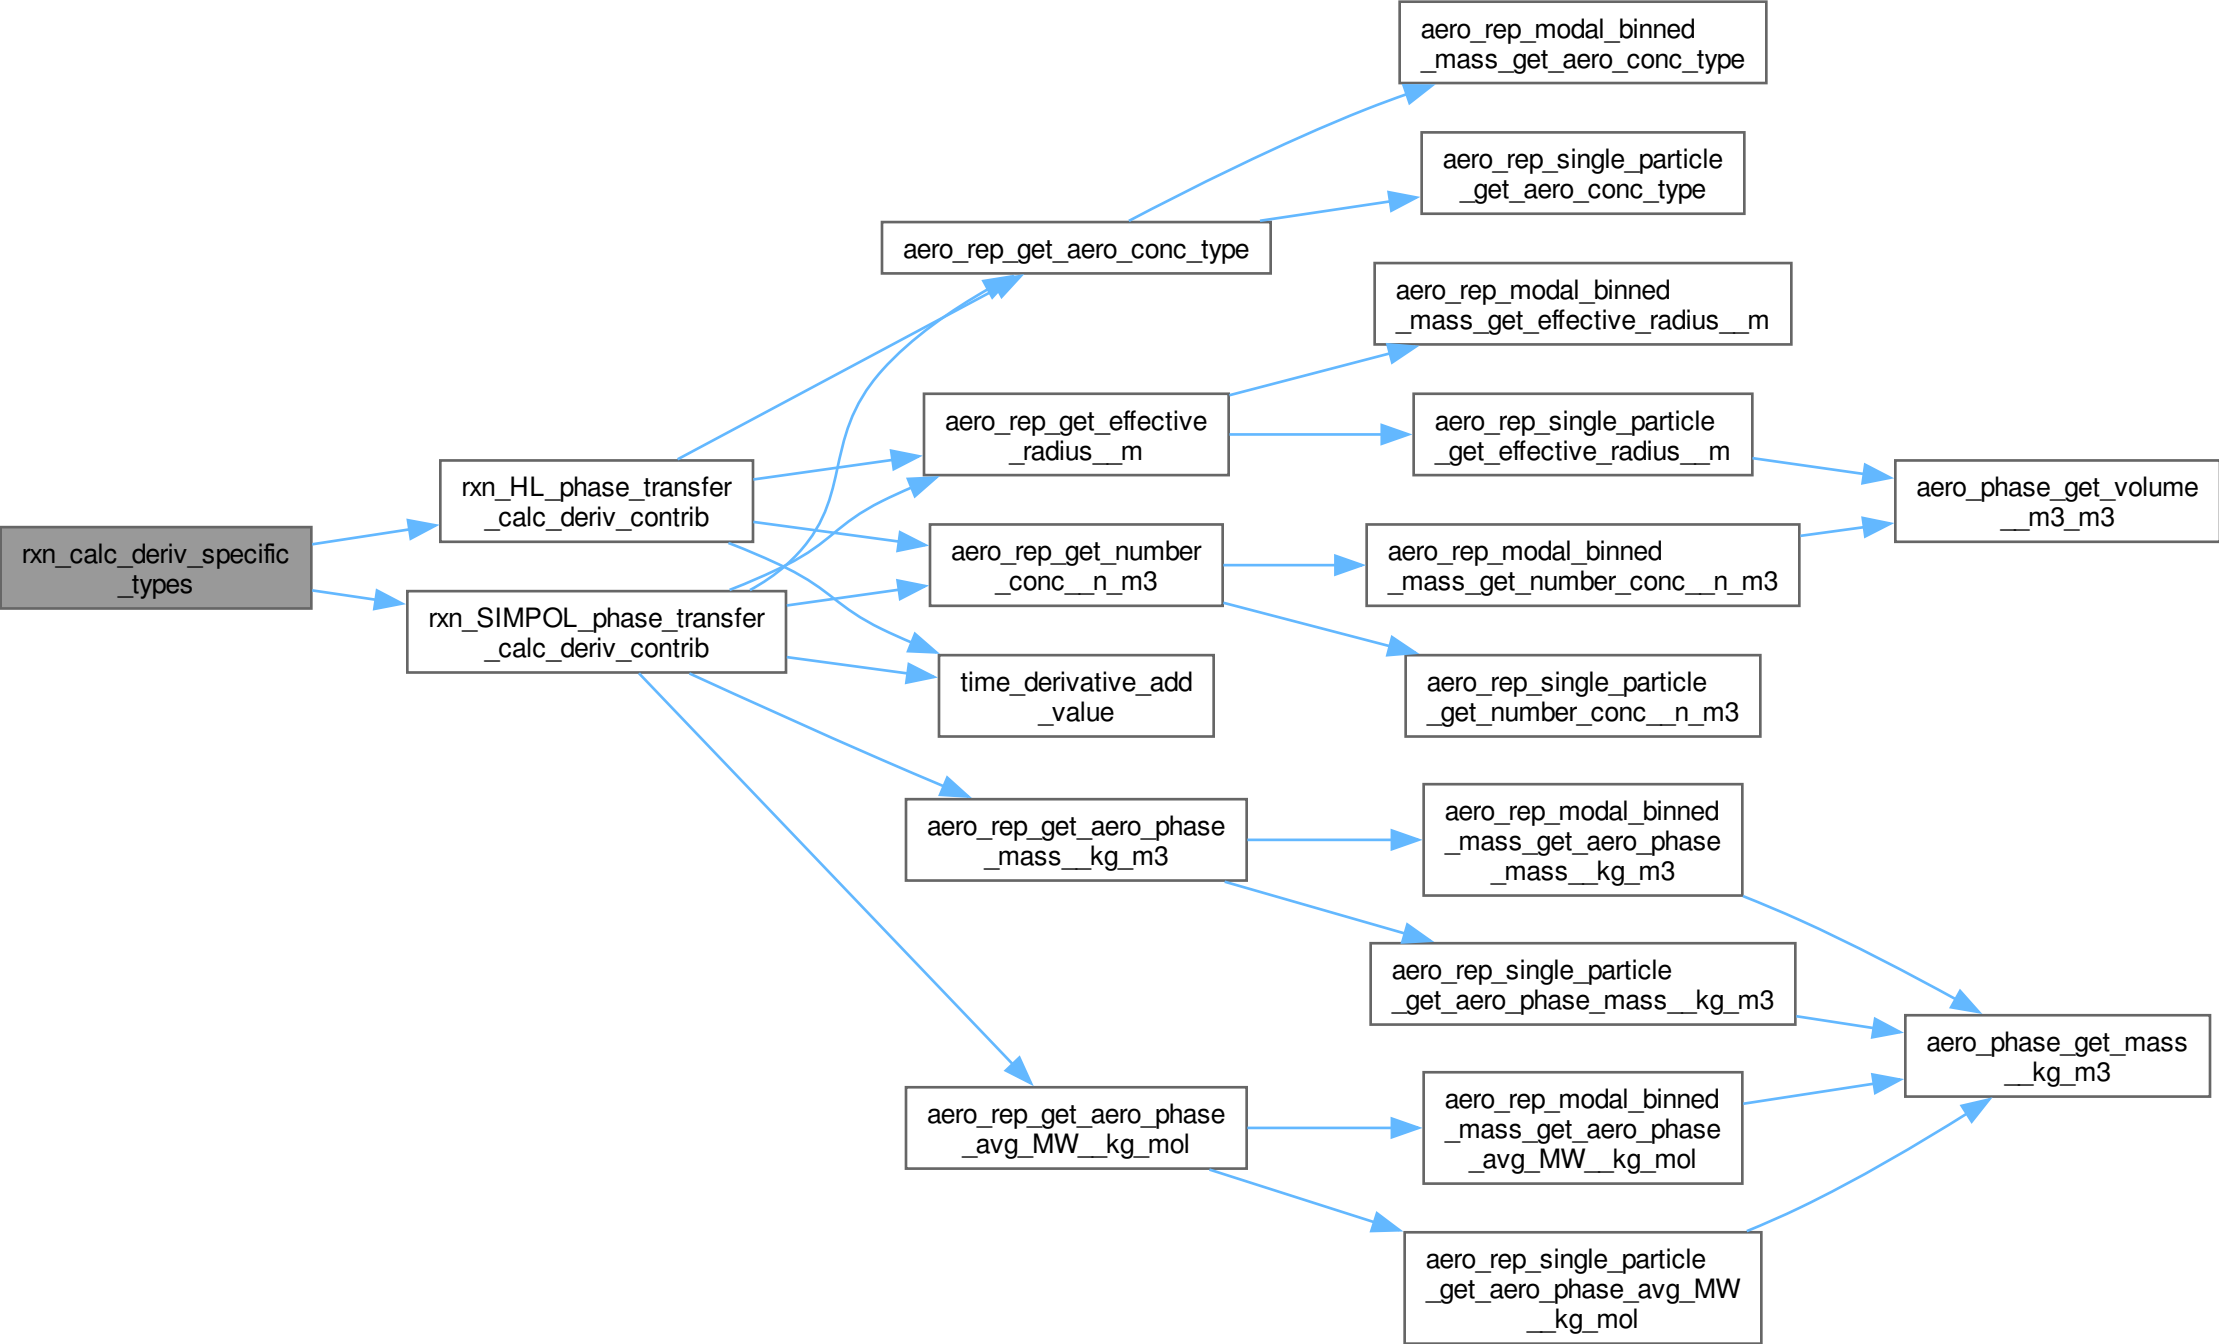 rxn_calc_deriv_specific
_types
rxn_HL_phase_transfer
_calc_deriv_contrib
rxn_SIMPOL_phase_transfer
_calc_deriv_contrib
aero_rep_get_aero_conc_type
aero_rep_get_effective
_radius__m
aero_rep_get_number
_conc__n_m3
time_derivative_add
_value
aero_rep_get_aero_phase
_mass__kg_m3
aero_rep_get_aero_phase
_avg_MW__kg_mol
aero_rep_modal_binned
_mass_get_aero_conc_type
aero_rep_single_particle
_get_aero_conc_type
aero_rep_modal_binned
_mass_get_effective_radius__m
aero_rep_single_particle
_get_effective_radius__m
aero_rep_modal_binned
_mass_get_number_conc__n_m3
aero_rep_single_particle
_get_number_conc__n_m3
aero_rep_modal_binned
_mass_get_aero_phase
_mass__kg_m3
aero_rep_single_particle
_get_aero_phase_mass__kg_m3
aero_rep_modal_binned
_mass_get_aero_phase
_avg_MW__kg_mol
aero_rep_single_particle
_get_aero_phase_avg_MW
__kg_mol
aero_phase_get_volume
__m3_m3
aero_phase_get_mass
__kg_m3